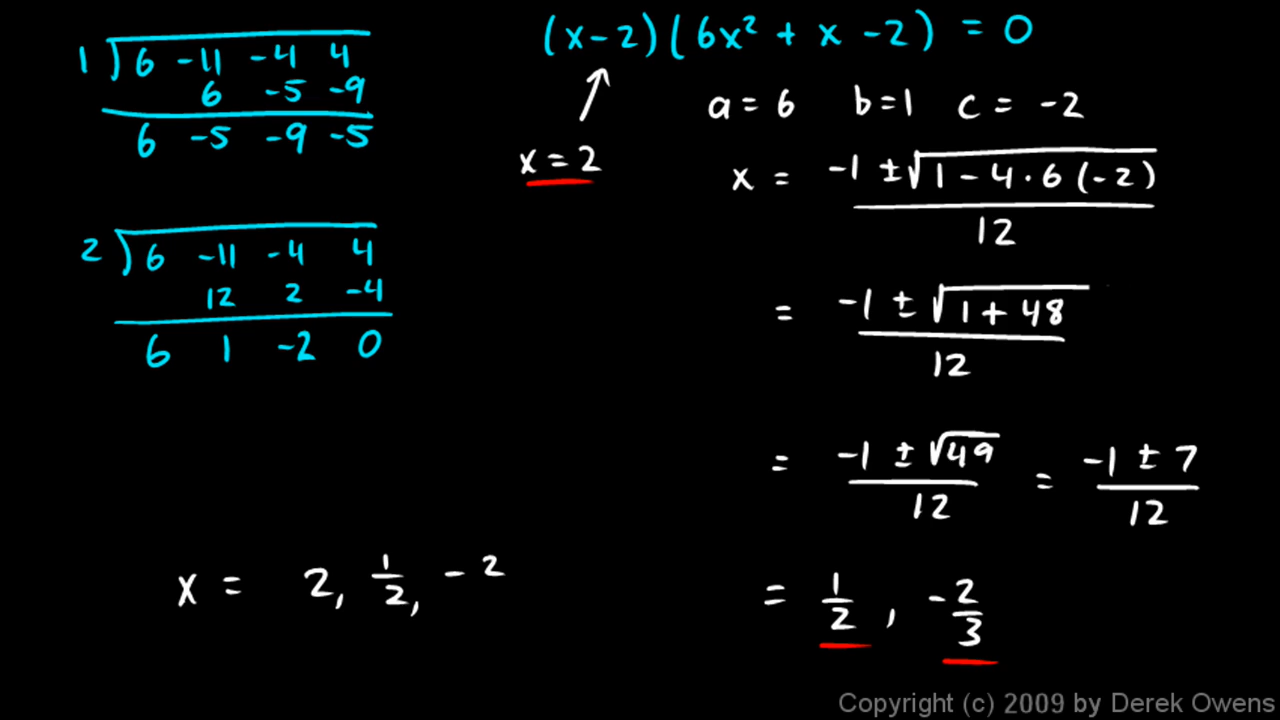 1 ) 6 -11 -4 4
6 -5 -9
6 -5 -9 -5
2 ) 6 -11 -4 4
12 2 -4
6 1 -2 0
x = 2, 1/2, - 2
(x-2)(6x² + x -2) = 0
x = 2
a = 6 b = 1 c = -2
x = (-1 ± √(1 - 4 · 6 (-2))) / 12
= (-1 ± √(1 + 48)) / 12
= (-1 ± √49) / 12 = (-1 ± 7) / 12
= 1/2 , -2/3
Copyright (c) 2009 by Derek Owens